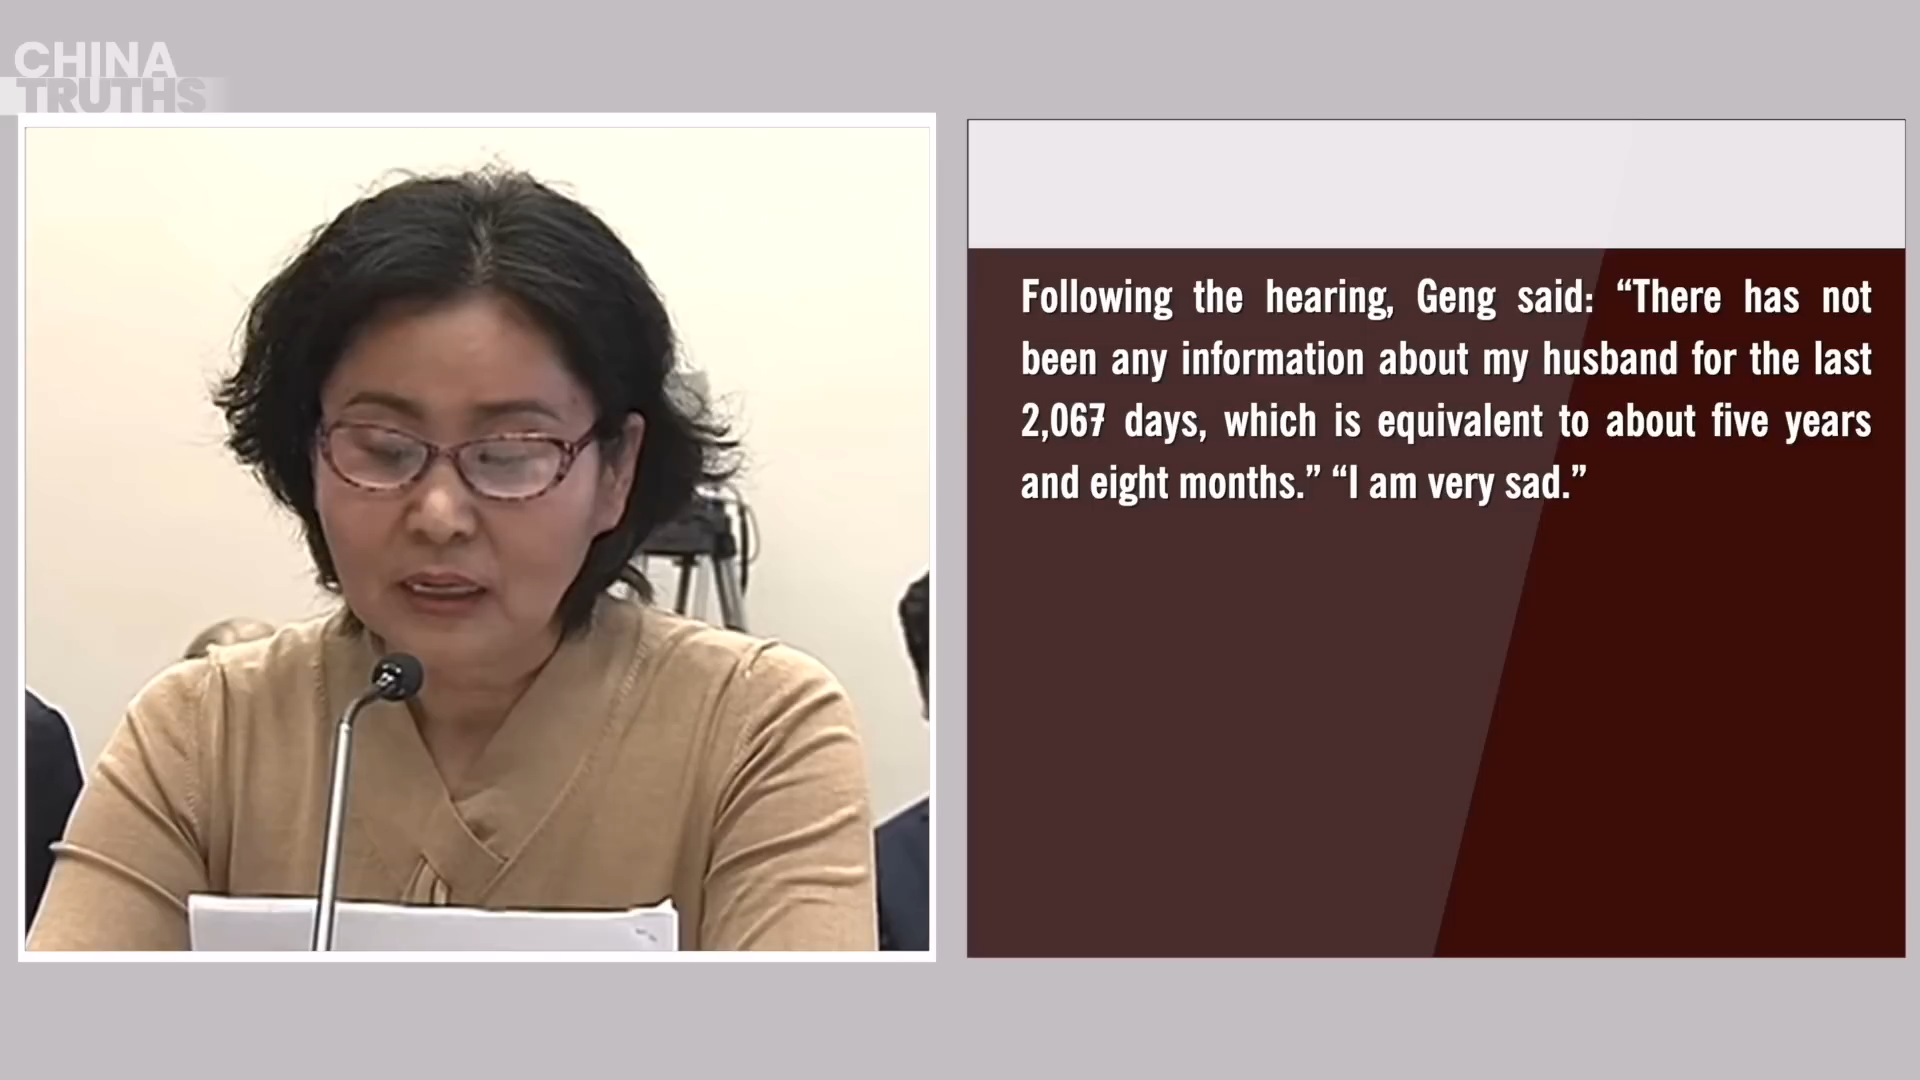 CHINA
TRUTHS
Following the hearing, Geng said: “There has not
been any information about my husband for the last
2,067 days, which is equivalent to about five years
and eight months.” “I am very sad.”